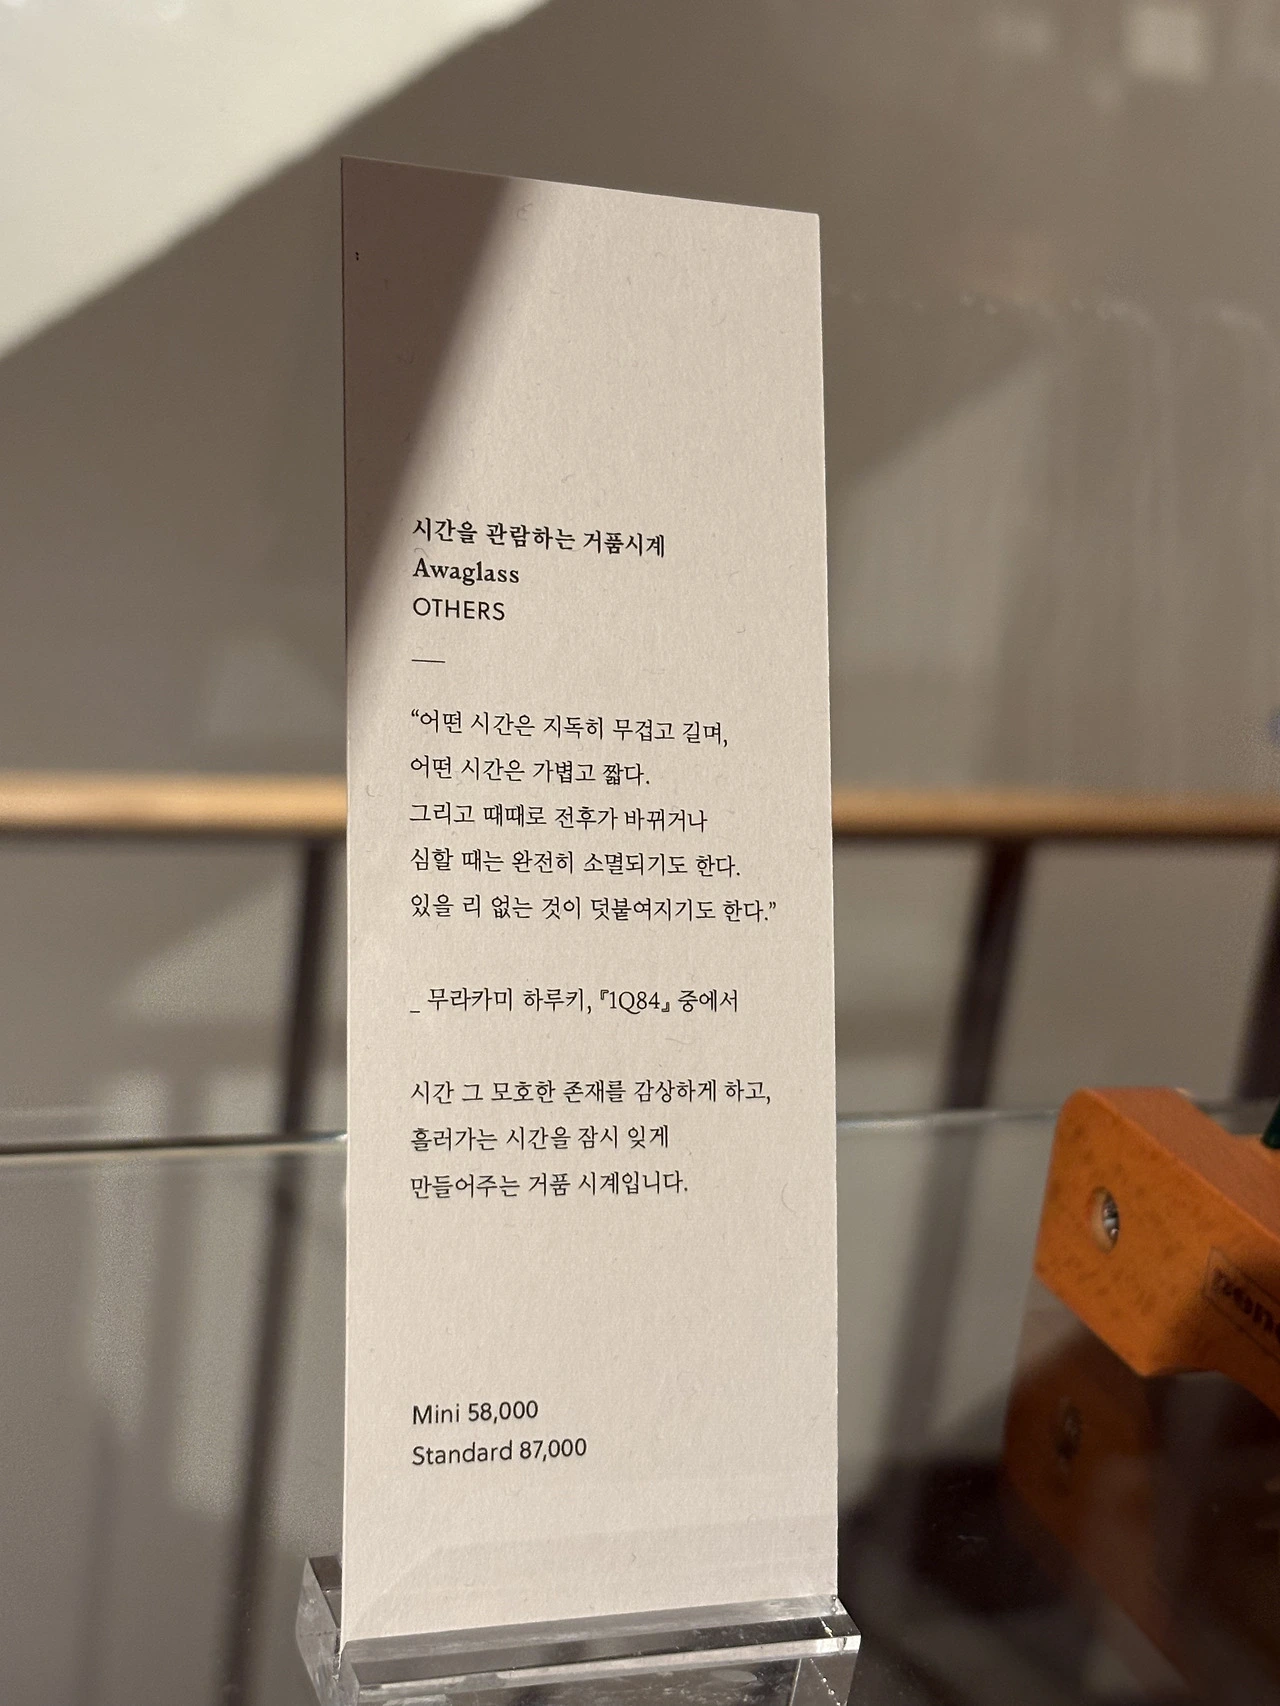 시간을 관람하는 거품시계
Awaglass
OTHERS
“어떤 시간은 지독히 무겁고 길며,
어떤 시간은 가볍고 짧다.
그리고 때때로 전후가 바뀌거나
심할 때는 완전히 소멸되기도 한다.
있을 리 없는 것이 덧붙여지기도 한다.”
_ 무라카미 하루키, 『1Q84』 중에서
시간 그 모호한 존재를 감상하게 하고,
흘러가는 시간을 잠시 잊게
만들어주는 거품 시계입니다.
Mini 58,000
Standard 87,000